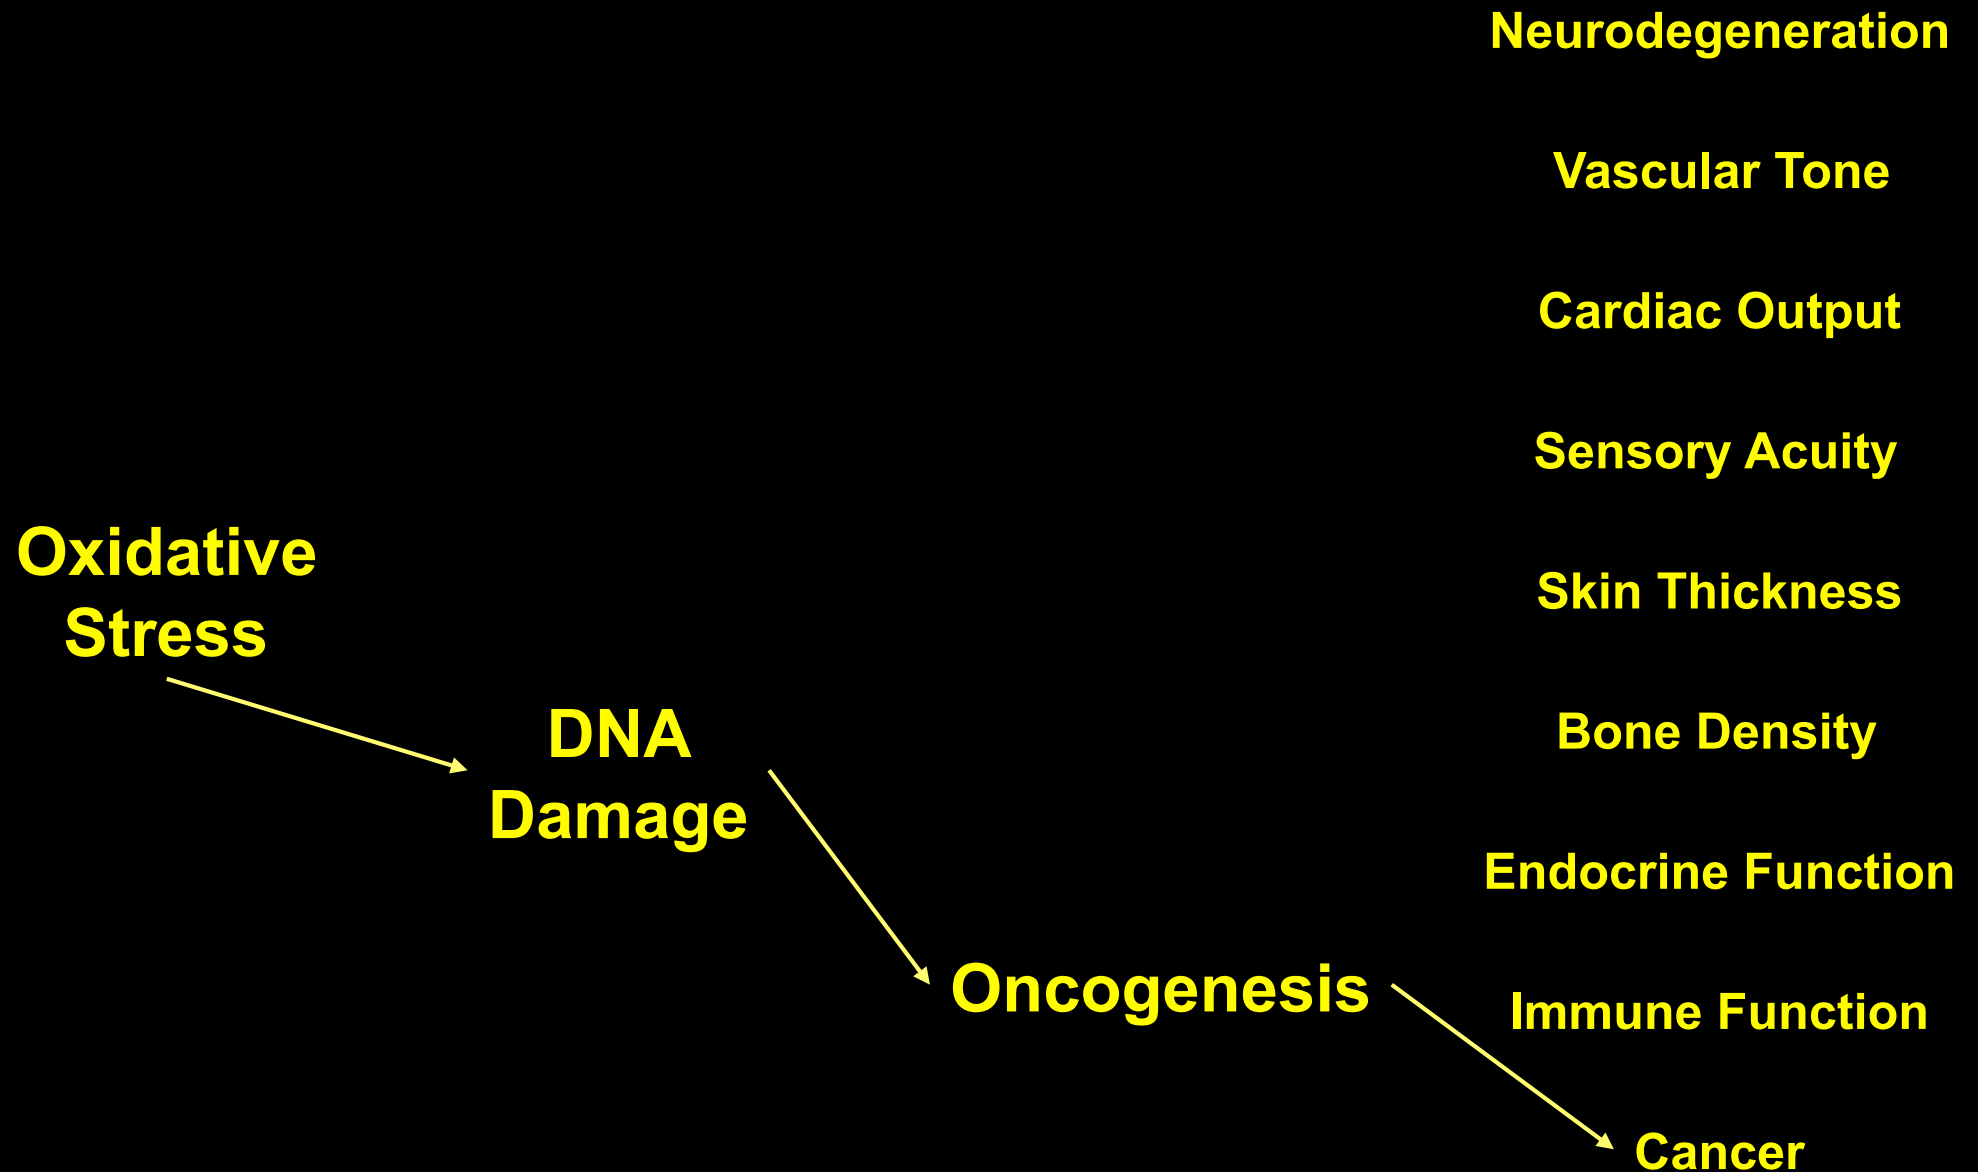 Neurodegeneration
Vascular Tone
Cardiac Output
Sensory Acuity
Oxidative
Stress
Skin Thickness
DNA
Damage
Bone Density
Endocrine Function
Oncogenesis
Immune Function
Cancer